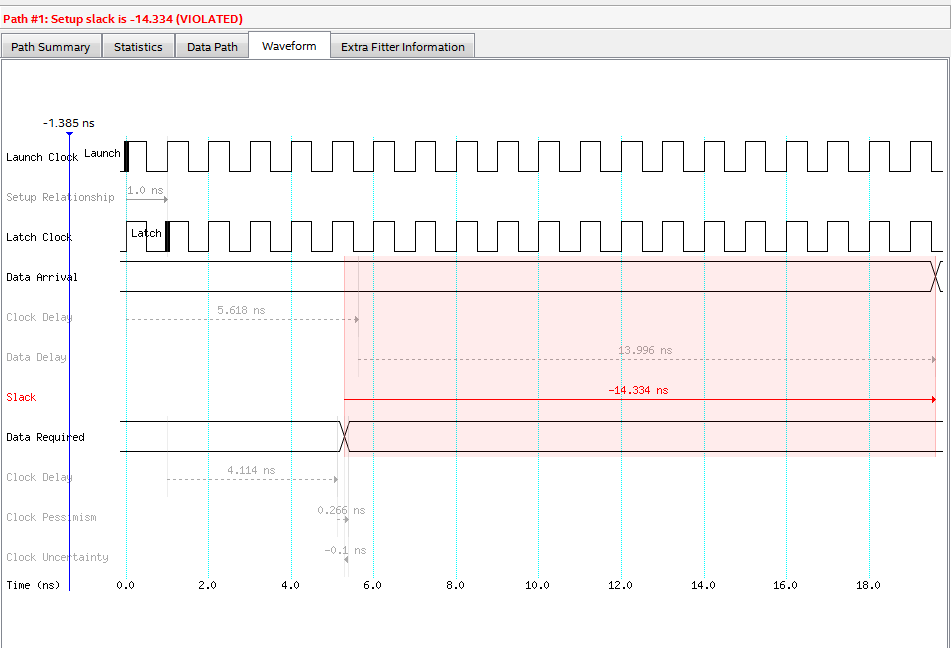 Path #1: Setup slack is -14.334 (VIOLATED)
Path Summary Statistics Data Path Waveform Extra Fitter Information
-1.385 ns
Launch Clock Launch
Setup Relationship 1.0 ns
Latch Clock Latch
Data Arrival
Clock Delay 5.618 ns
Data Delay 13.996 ns
Slack -14.334 ns
Data Required
Clock Delay 4.114 ns
Clock Pessimism 0.266 ns
Clock Uncertainty -0.1 ns
Time (ns) 0.0 2.0 4.0 6.0 8.0 10.0 12.0 14.0 16.0 18.0